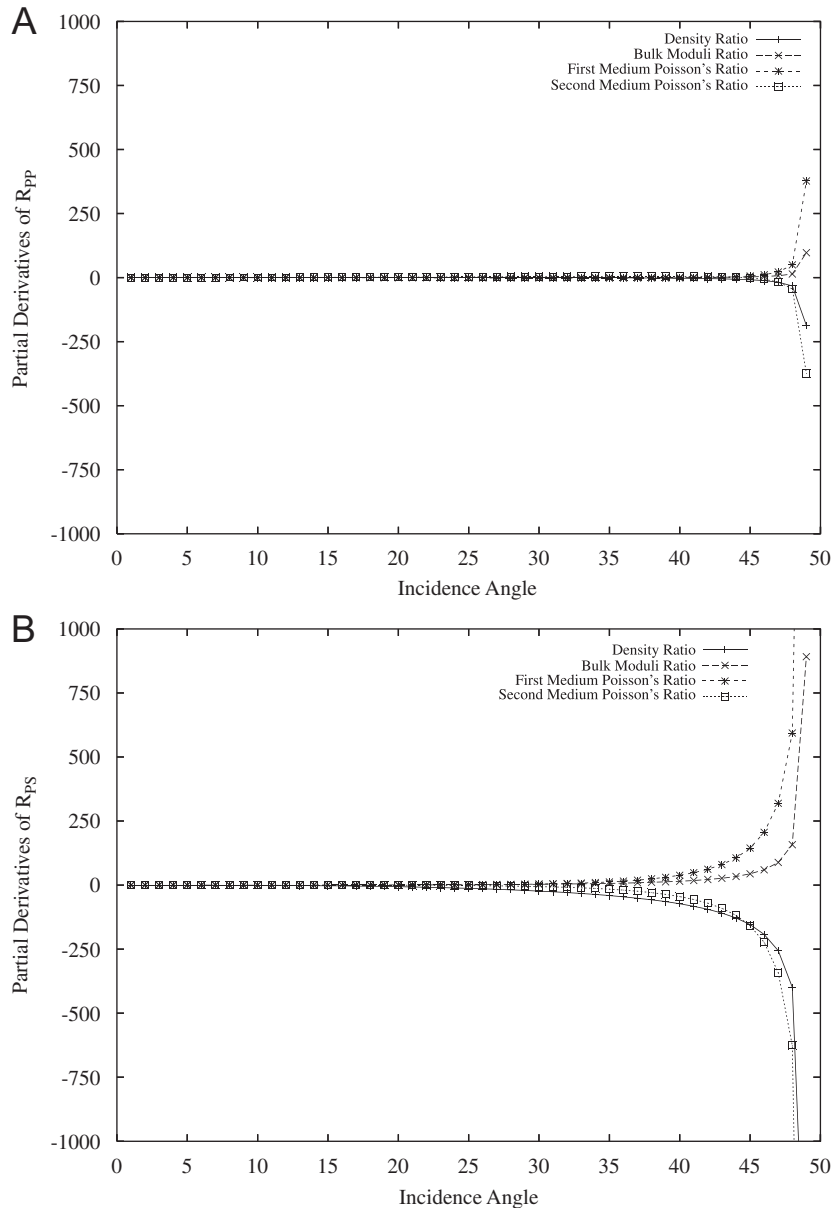 A
1000
750
500
250
0
-250
-500
-750
-1000
Partial Derivatives of RPP
Density Ratio
Bulk Moduli Ratio
First Medium Poisson's Ratio
Second Medium Poisson's Ratio
0 5 10 15 20 25 30 35 40 45 50
Incidence Angle
B
1000
750
500
250
0
-250
-500
-750
-1000
Partial Derivatives of RPS
Density Ratio
Bulk Moduli Ratio
First Medium Poisson's Ratio
Second Medium Poisson's Ratio
0 5 10 15 20 25 30 35 40 45 50
Incidence Angle